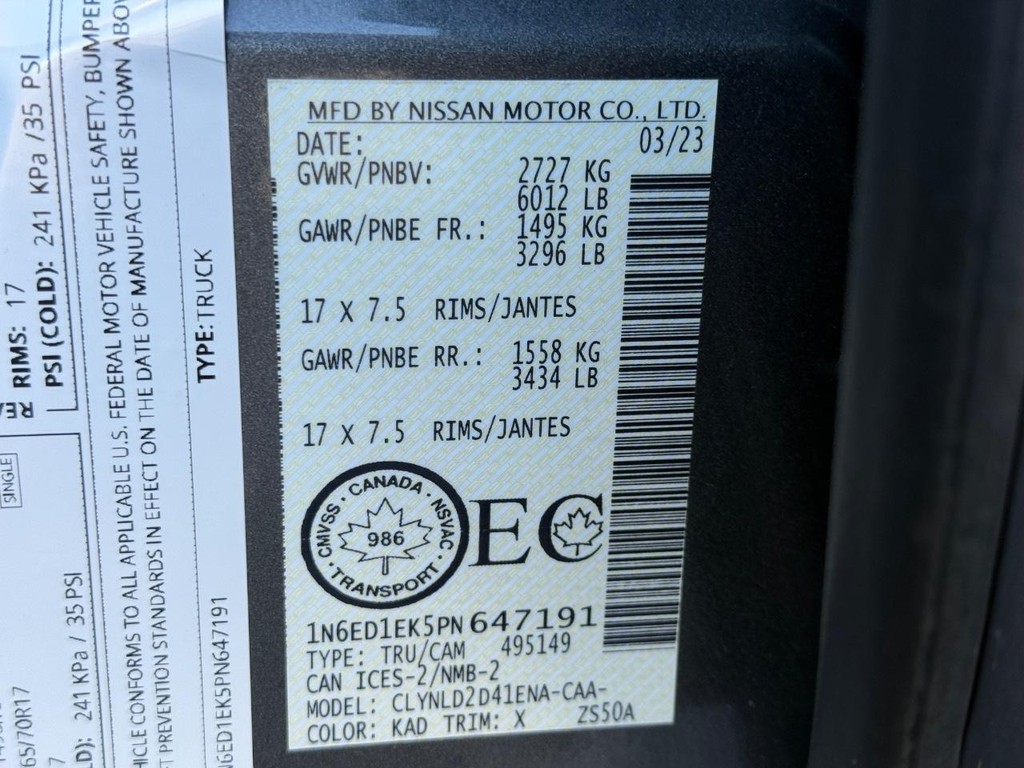 MFD BY NISSAN MOTOR CO., LTD.
DATE: 03/23
GVWR/PNBV: 2727 KG
6012 LB
GAWR/PNBE FR.: 1495 KG
3296 LB
17 X 7.5 RIMS/JANTES
GAWR/PNBE RR.: 1558 KG
3434 LB
17 X 7.5 RIMS/JANTES
CANADA · NSVAC · TRANSPORT · CMVSS ·
986
EC
1N6ED1EK5PN647191
TYPE: TRU/CAM 495149
CAN ICES-2/NMB-2
MODEL: CLYNLD2D41ENA-CAA-
COLOR: KAD TRIM: X ZS50A
RIMS: 17
PSI (COLD): 241 KPa /35 PSI
SINGLE
65/70R17
241 KPa / 35 PSI
CONFORMS TO ALL APPLICABLE U.S. FEDERAL MOTOR VEHICLE SAFETY, BUMPER
PREVENTION STANDARDS IN EFFECT ON THE DATE OF MANUFACTURE SHOWN
TYPE: TRUCK
N6ED1EK5PN647191